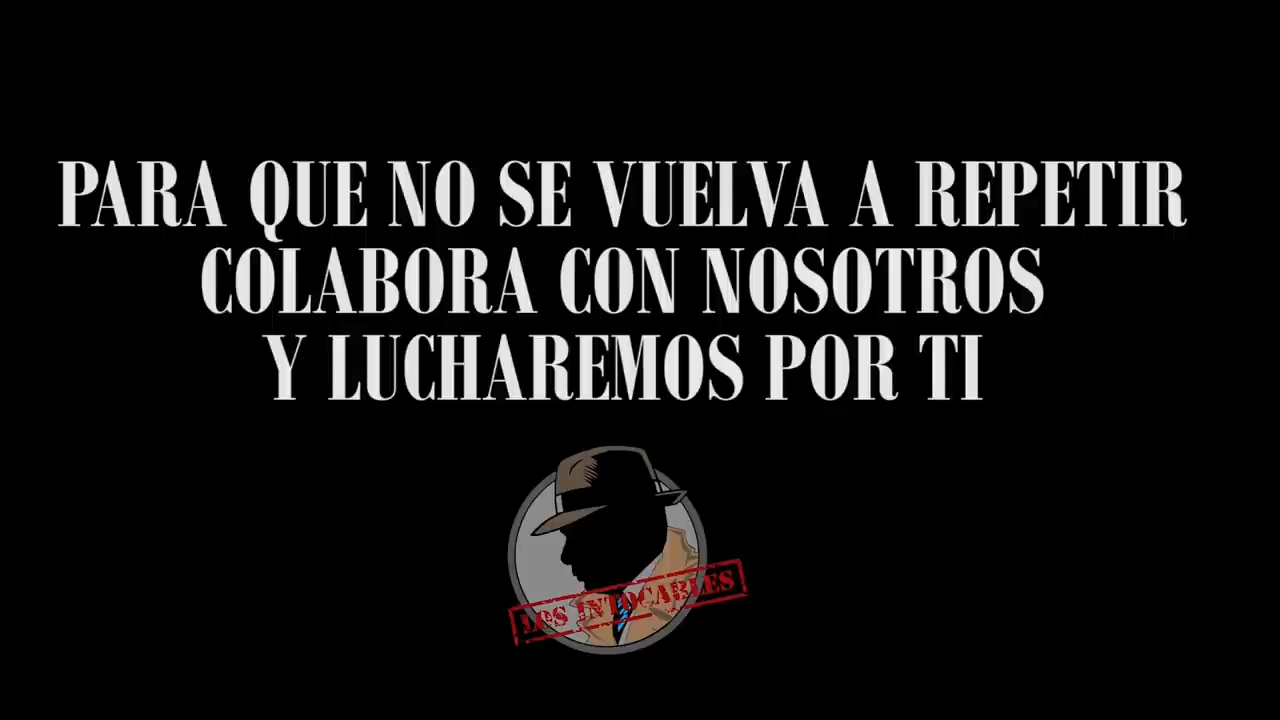 PARA QUE NO SE VUELVA A REPETIR
COLABORA CON NOSOTROS
Y LUCHAREMOS POR TI
LOS INTOCABLES